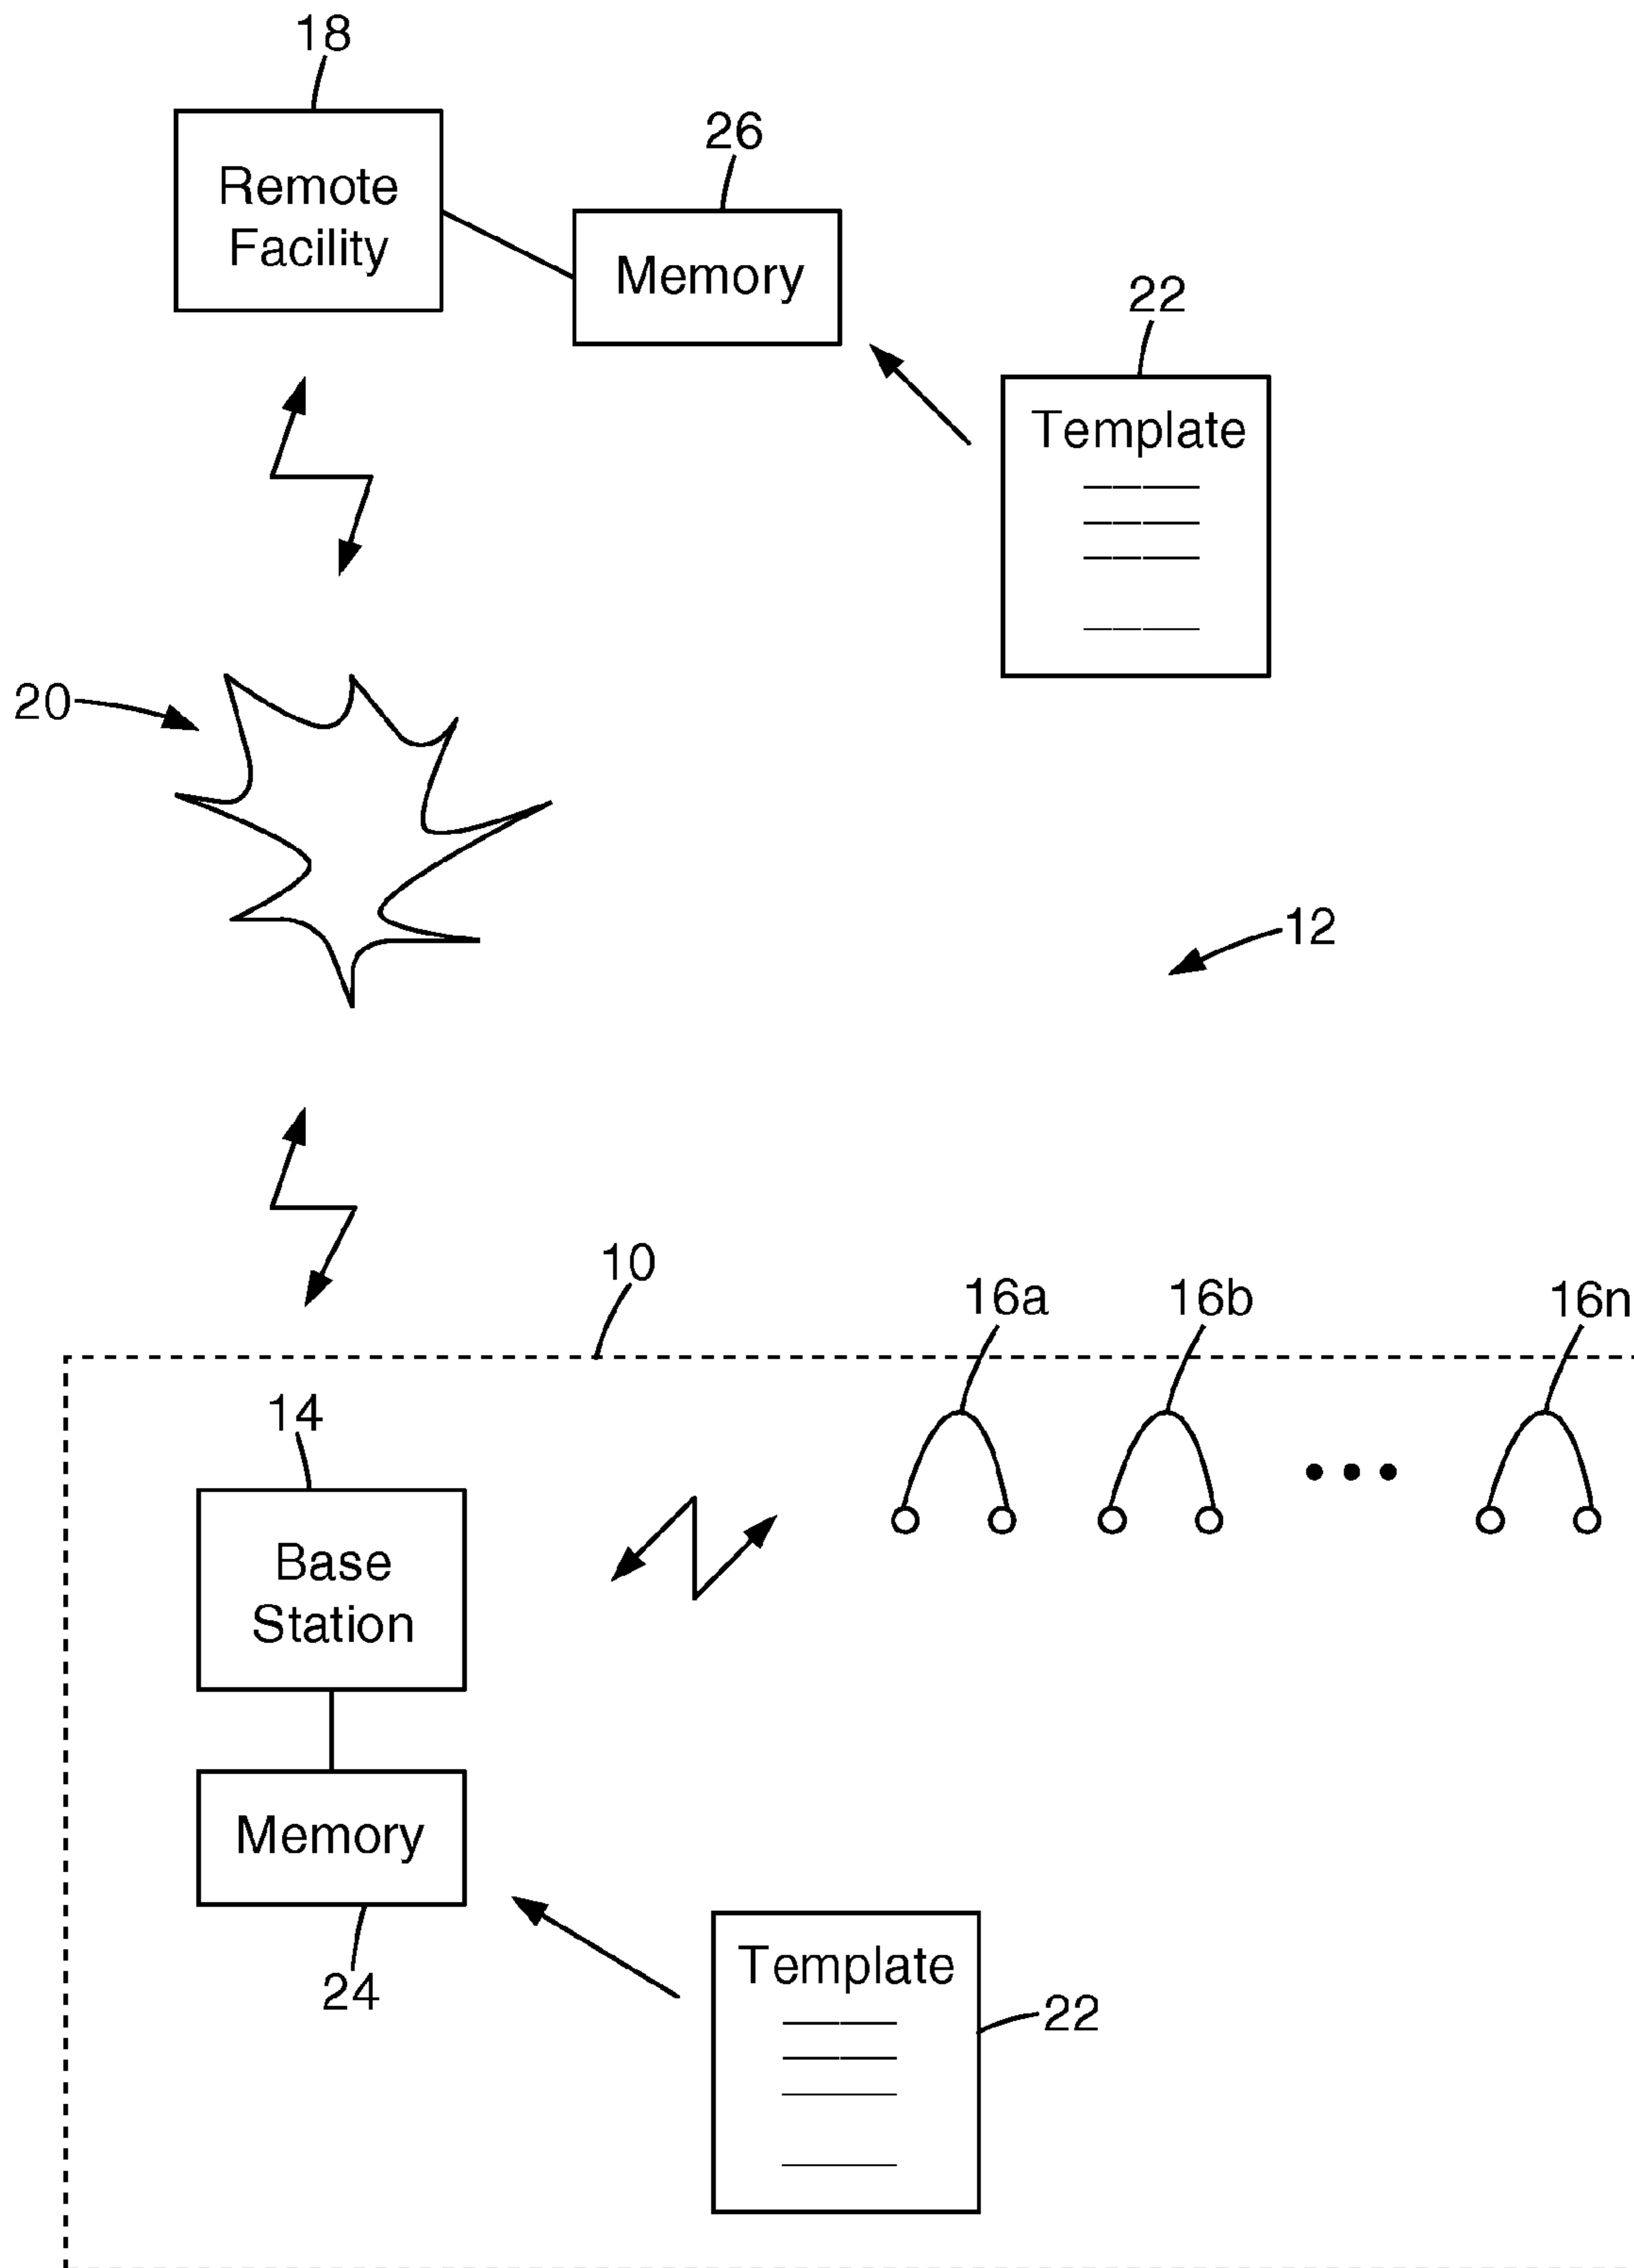 18
Remote
Facility
26
Memory
22
Template
20
12
10
16a
16b
16n
14
Base
Station
Memory
24
Template
22